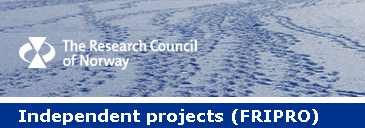 The Research Council
of Norway
Independent projects (FRIPRO)